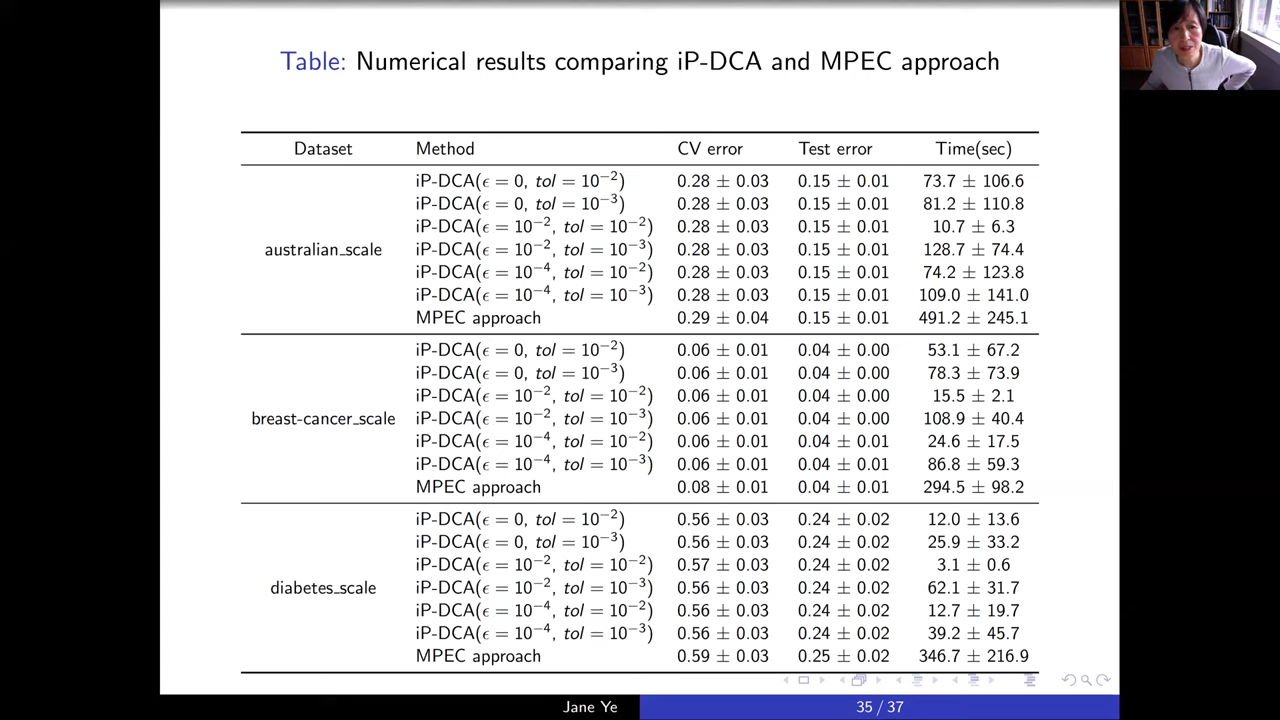 Table: Numerical results comparing iP-DCA and MPEC approach
Dataset Method CV error Test error Time(sec)
iP-DCA(ϵ = 0, tol = 10⁻²) 0.28 ± 0.03 0.15 ± 0.01 73.7 ± 106.6
iP-DCA(ϵ = 0, tol = 10⁻³) 0.28 ± 0.03 0.15 ± 0.01 81.2 ± 110.8
iP-DCA(ϵ = 10⁻², tol = 10⁻²) 0.28 ± 0.03 0.15 ± 0.01 10.7 ± 6.3
australian_scale iP-DCA(ϵ = 10⁻², tol = 10⁻³) 0.28 ± 0.03 0.15 ± 0.01 128.7 ± 74.4
iP-DCA(ϵ = 10⁻⁴, tol = 10⁻²) 0.28 ± 0.03 0.15 ± 0.01 74.2 ± 123.8
iP-DCA(ϵ = 10⁻⁴, tol = 10⁻³) 0.28 ± 0.03 0.15 ± 0.01 109.0 ± 141.0
MPEC approach 0.29 ± 0.04 0.15 ± 0.01 491.2 ± 245.1
iP-DCA(ϵ = 0, tol = 10⁻²) 0.06 ± 0.01 0.04 ± 0.00 53.1 ± 67.2
iP-DCA(ϵ = 0, tol = 10⁻³) 0.06 ± 0.01 0.04 ± 0.00 78.3 ± 73.9
iP-DCA(ϵ = 10⁻², tol = 10⁻²) 0.06 ± 0.01 0.04 ± 0.00 15.5 ± 2.1
breast-cancer_scale iP-DCA(ϵ = 10⁻², tol = 10⁻³) 0.06 ± 0.01 0.04 ± 0.00 108.9 ± 40.4
iP-DCA(ϵ = 10⁻⁴, tol = 10⁻²) 0.06 ± 0.01 0.04 ± 0.01 24.6 ± 17.5
iP-DCA(ϵ = 10⁻⁴, tol = 10⁻³) 0.06 ± 0.01 0.04 ± 0.01 86.8 ± 59.3
MPEC approach 0.08 ± 0.01 0.04 ± 0.01 294.5 ± 98.2
iP-DCA(ϵ = 0, tol = 10⁻²) 0.56 ± 0.03 0.24 ± 0.02 12.0 ± 13.6
iP-DCA(ϵ = 0, tol = 10⁻³) 0.56 ± 0.03 0.24 ± 0.02 25.9 ± 33.2
iP-DCA(ϵ = 10⁻², tol = 10⁻²) 0.57 ± 0.03 0.24 ± 0.02 3.1 ± 0.6
diabetes_scale iP-DCA(ϵ = 10⁻², tol = 10⁻³) 0.56 ± 0.03 0.24 ± 0.02 62.1 ± 31.7
iP-DCA(ϵ = 10⁻⁴, tol = 10⁻²) 0.56 ± 0.03 0.24 ± 0.02 12.7 ± 19.7
iP-DCA(ϵ = 10⁻⁴, tol = 10⁻³) 0.56 ± 0.03 0.24 ± 0.02 39.2 ± 45.7
MPEC approach 0.59 ± 0.03 0.25 ± 0.02 346.7 ± 216.9
Jane Ye 35 / 37